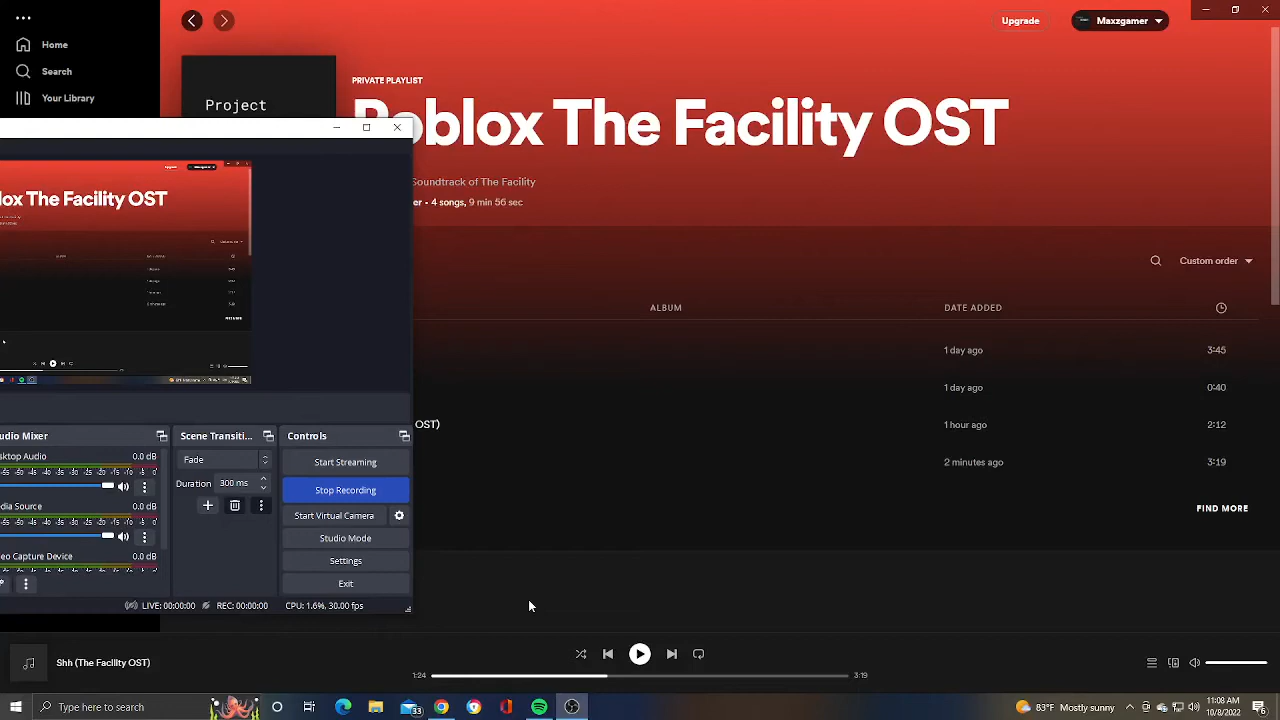 Home
Search
Your Library
Upgrade
Maxzgamer
Project
PRIVATE PLAYLIST
Roblox The Facility OST
Soundtrack of The Facility
er • 4 songs, 9 min 56 sec
Custom order
ALBUM
DATE ADDED
1 day ago
3:45
1 day ago
0:40
OST)
1 hour ago
2:12
2 minutes ago
3:19
FIND MORE
lox The Facility OST
udio Mixer
Scene Transiti...
Controls
sktop Audio
0.0 dB
Fade
Start Streaming
Duration
300 ms
Stop Recording
dia Source
0.0 dB
Start Virtual Camera
Studio Mode
eo Capture Device
0.0 dB
Settings
Exit
LIVE: 00:00:00
REC: 00:00:00
CPU: 1.6%, 30.00 fps
Shh (The Facility OST)
1:24
3:19
Type here to search
33
83°F Mostly sunny
11:08 AM
10/8/2022
6